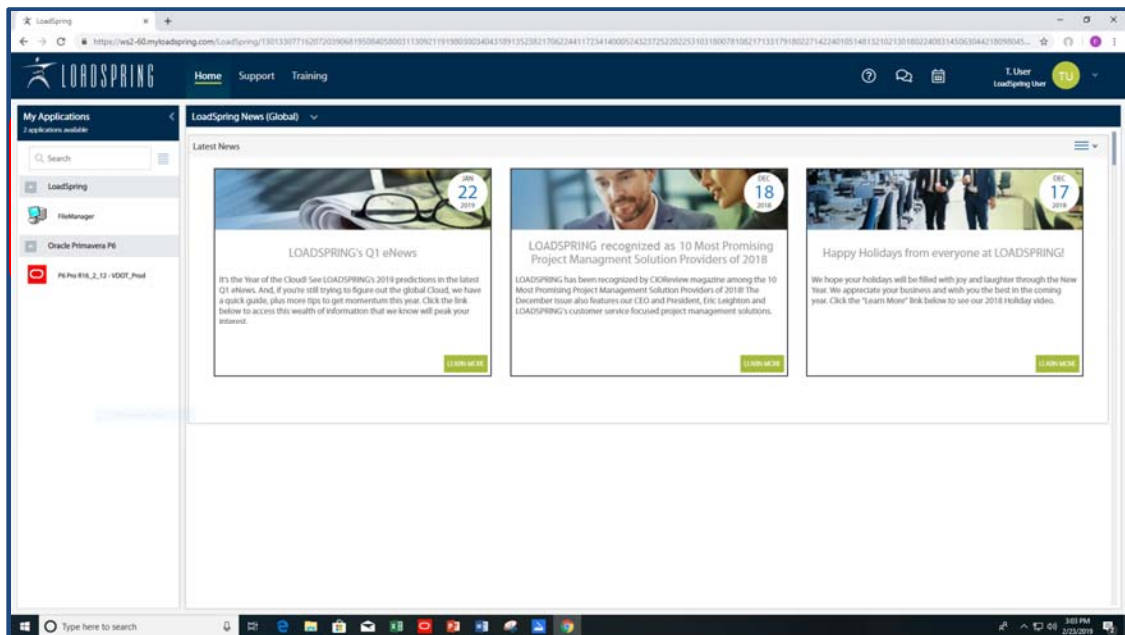 LoadSpring
LOADSPRING
Home Support Training
T. User
LoadSpring User
TU
My Applications
2 applications available
Search
LoadSpring
FileManager
Oracle Primavera P6
P6 Pro R16_2_12 - VDOT_Prod
LoadSpring News (Global)
Latest News
JAN
22
2019
LOADSPRING's Q1 eNews
It's the Year of the Cloud! See LOADSPRING's 2019 predictions in the latest
Q1 eNews. And, if you're still trying to figure out the global Cloud, we have
a quick guide, plus more tips to get momentum this year. Click the link
below to access this wealth of information that we know will peak your
interest.
LEARN MORE
DEC
18
2018
LOADSPRING recognized as 10 Most Promising
Project Managment Solution Providers of 2018
LOADSPRING has been recognized by CIOReview magazine among the 10
Most Promising Project Management Solution Providers of 2018! The
December issue also features our CEO and President, Eric Leighton and
LOADSPRING's customer service focused project management solutions.
LEARN MORE
DEC
17
2018
Happy Holidays from everyone at LOADSPRING!
We hope your holidays will be filled with joy and laughter through the New
Year. We appreciate your business and wish you the best in the coming
year. Click the "Learn More" link below to see our 2018 Holiday video.
LEARN MORE
Type here to search
3:03 PM
2/23/2019